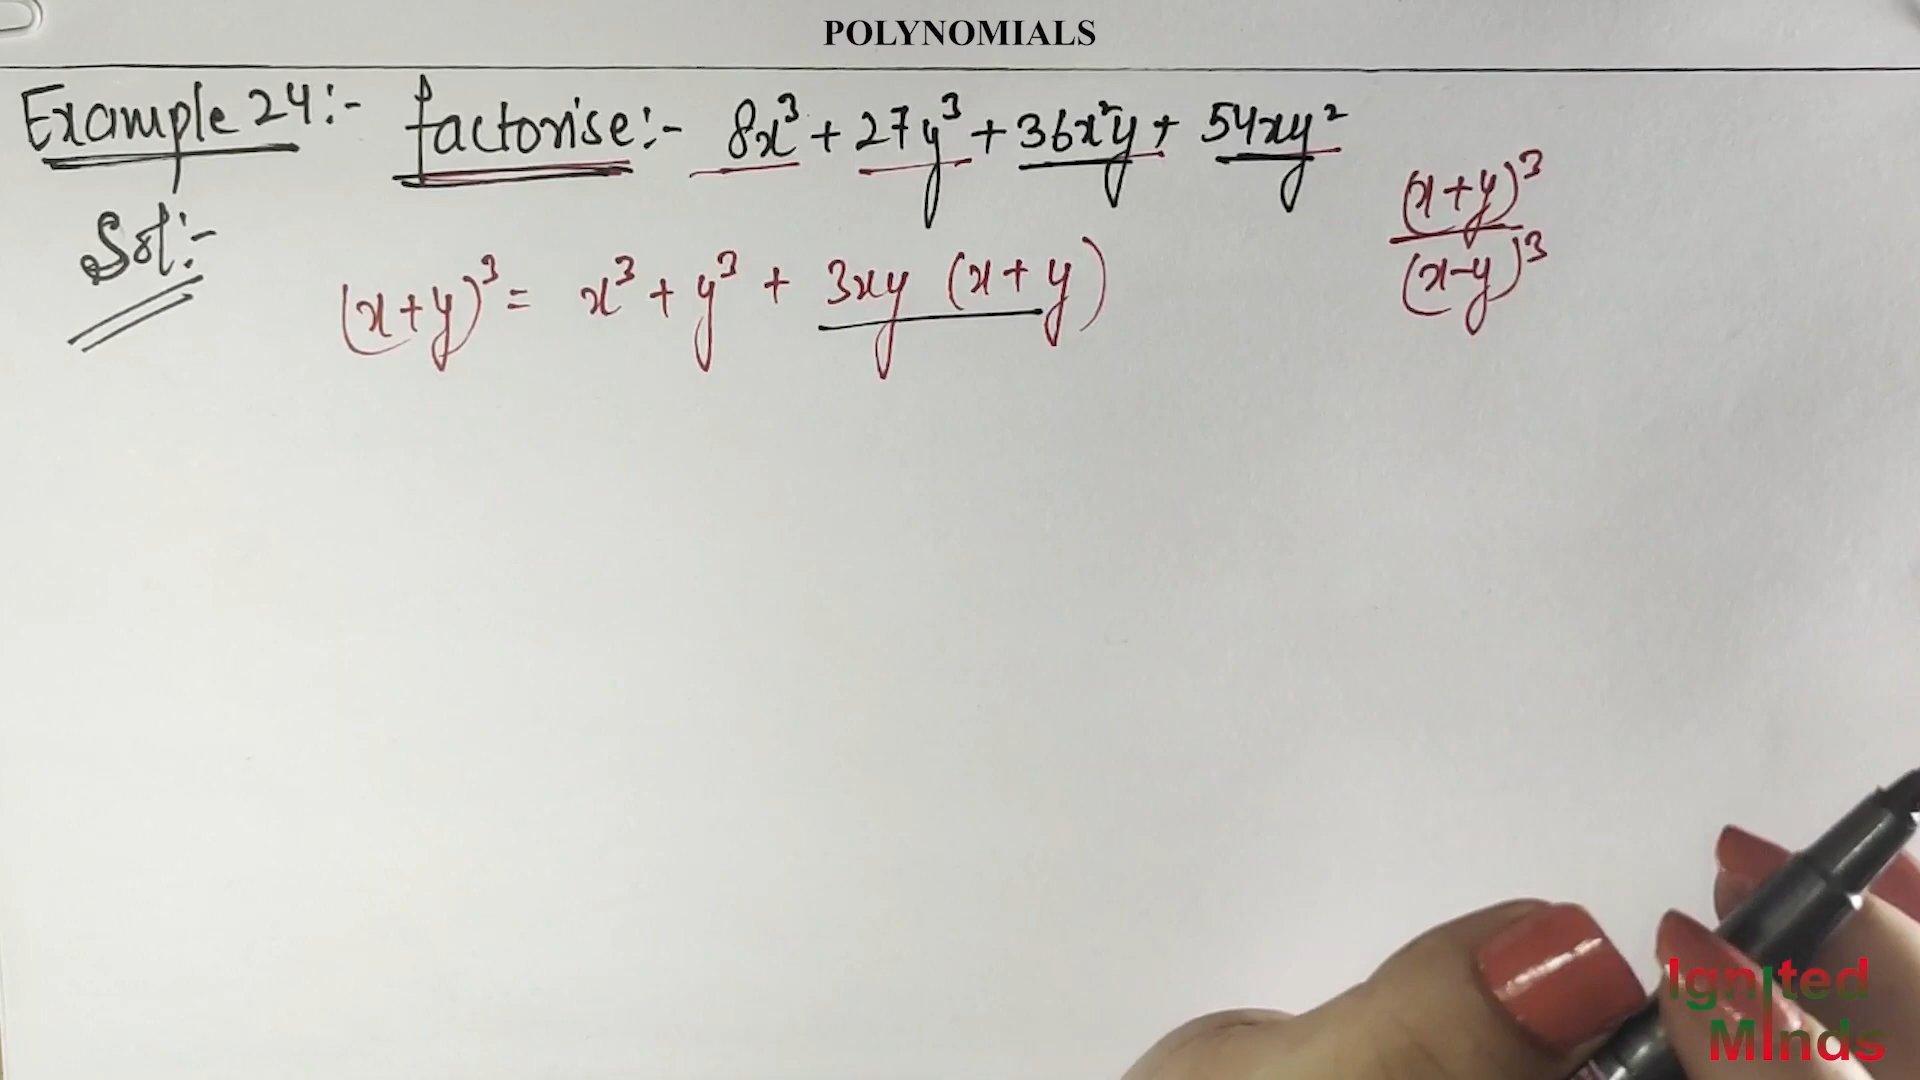 POLYNOMIALS
Example 24:- factorise:- 8x³ + 27y³ + 36x²y + 54xy²
Sol:-
(x+y)³ = x³ + y³ + 3xy (x+y)
(x+y)³
(x-y)³
Ignited
Minds